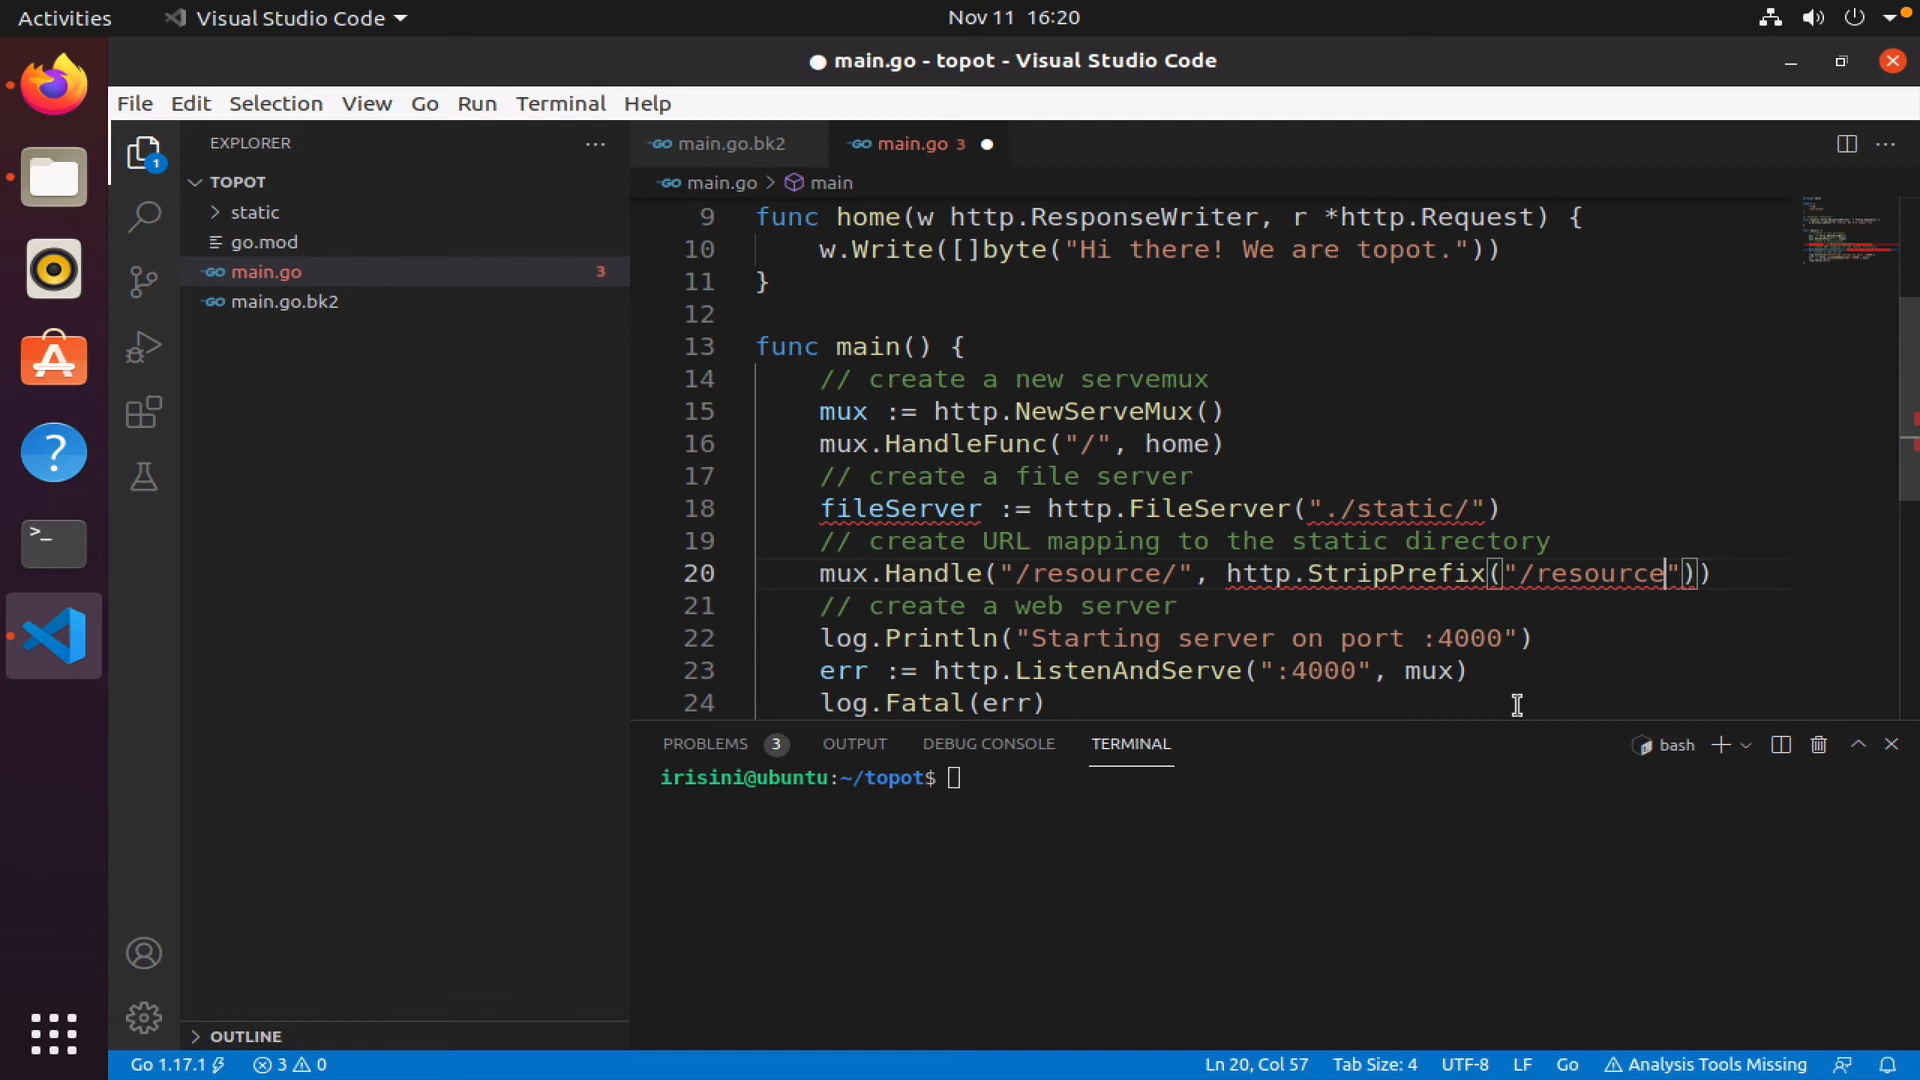 Activities Visual Studio Code Nov 11 16:20
main.go - topot - Visual Studio Code
File Edit Selection View Go Run Terminal Help
EXPLORER
TOPOT
static
go.mod
main.go 3
main.go.bk2
1
main.go.bk2 main.go 3
main.go > main
9 func home(w http.ResponseWriter, r *http.Request) {
10 w.Write([]byte("Hi there! We are topot."))
11 }
12
13 func main() {
14 // create a new servemux
15 mux := http.NewServeMux()
16 mux.HandleFunc("/", home)
17 // create a file server
18 fileServer := http.FileServer("./static/")
19 // create URL mapping to the static directory
20 mux.Handle("/resource/", http.StripPrefix("/resource"))
21 // create a web server
22 log.Println("Starting server on port :4000")
23 err := http.ListenAndServe(":4000", mux)
24 log.Fatal(err)
PROBLEMS 3 OUTPUT DEBUG CONSOLE TERMINAL bash
irisini@ubuntu:~/topot$
OUTLINE
Go 1.17.1 3 0 Ln 20, Col 57 Tab Size: 4 UTF-8 LF Go Analysis Tools Missing